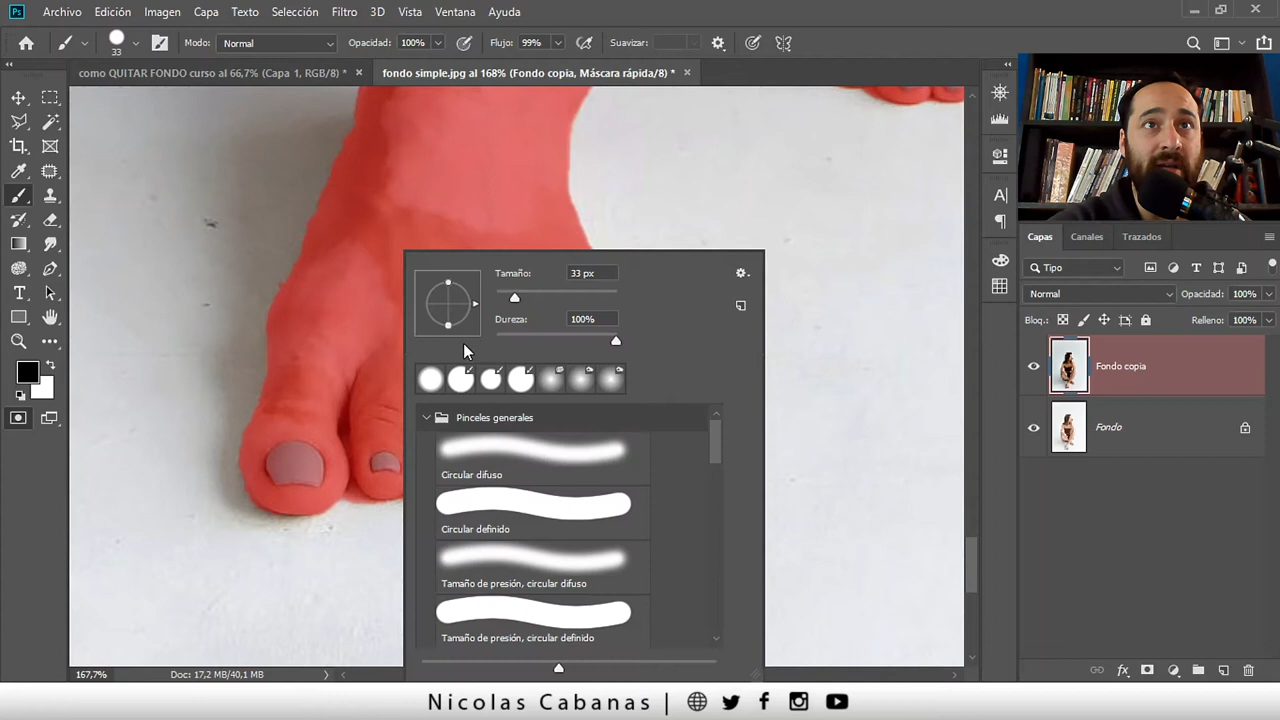 Ps Archivo Edición Imagen Capa Texto Selección Filtro 3D Vista Ventana Ayuda
33 Modo: Normal Opacidad: 100% Flujo: 99% Suavizar:
como QUITAR FONDO curso al 66,7% (Capa 1, RGB/8) * × fondo simple.jpg al 168% (Fondo copia, Máscara rápida/8) * ×
Tamaño: 33 px
Dureza: 100%
Pinceles generales
Circular difuso
Circular definido
Tamaño de presión, circular difuso
Tamaño de presión, circular definido
Capas Canales Trazados
Tipo
Normal Opacidad: 100%
Bloq.: Relleno: 100%
Fondo copia
Fondo
fx
167,7% Doc: 17,2 MB/40,1 MB
Nicolas Cabanas |